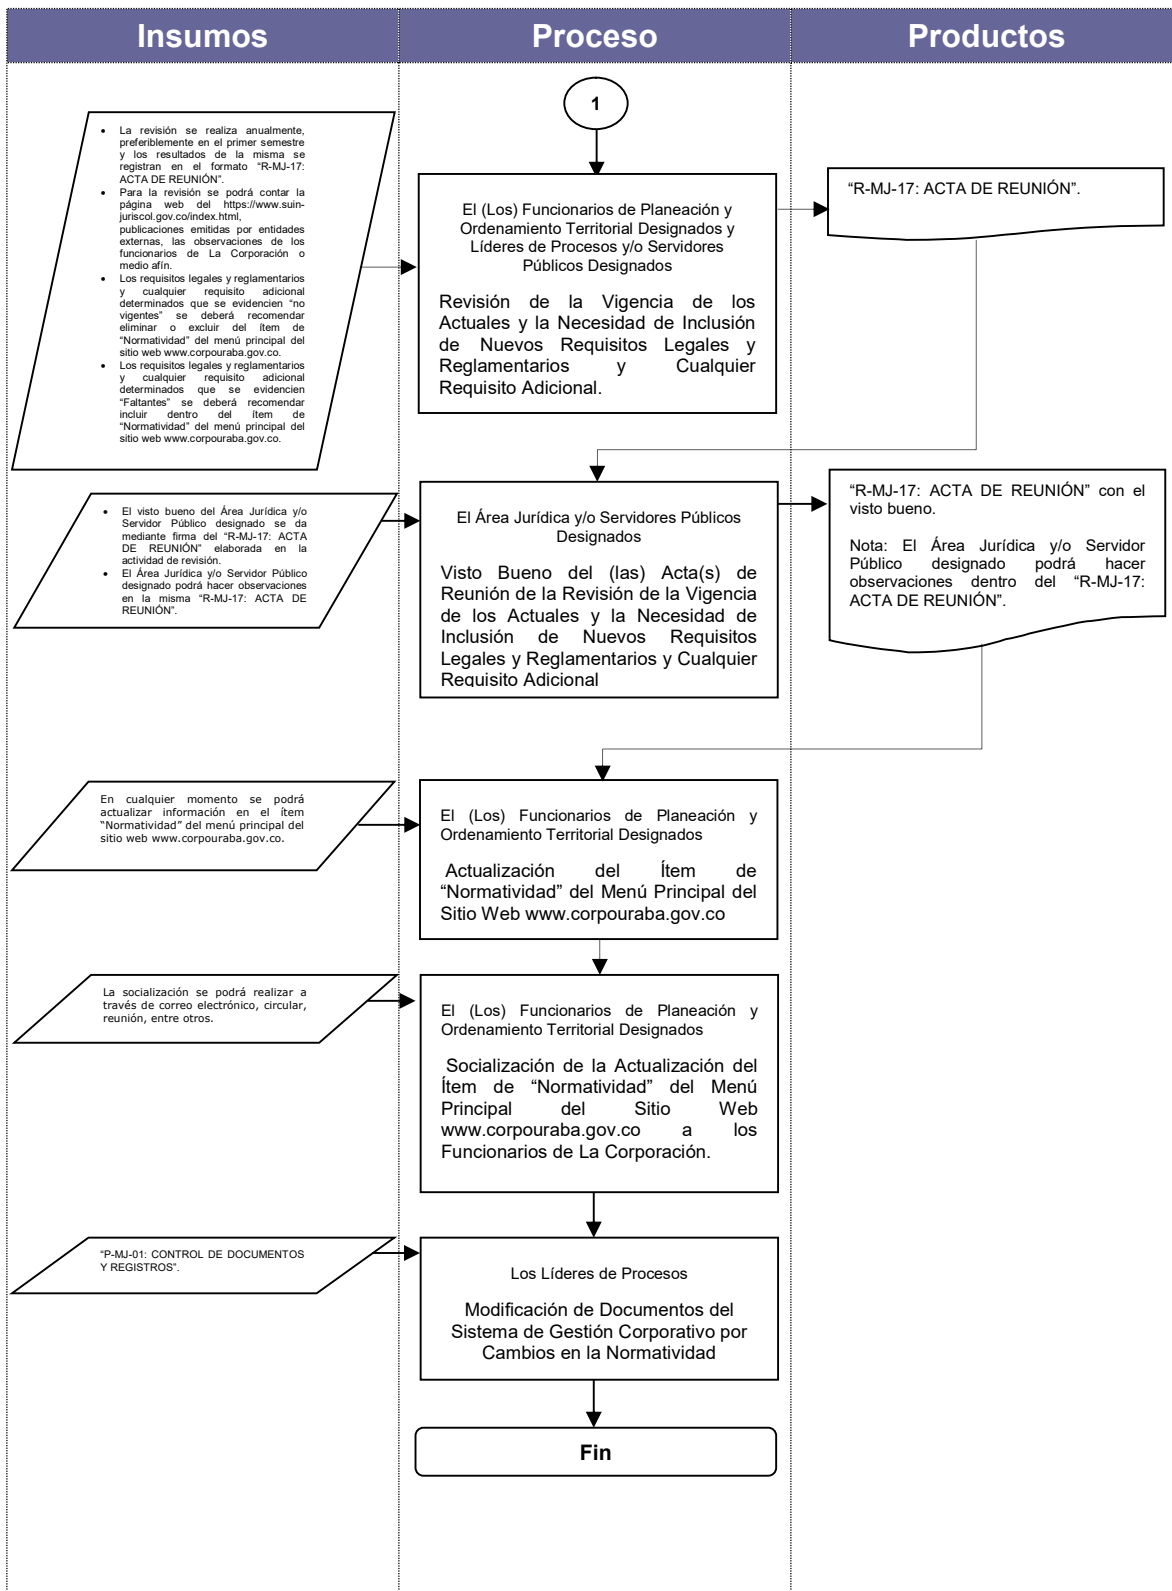 Insumos
Proceso
Productos
1
• La revisión se realiza anualmente,
preferiblemente en el primer semestre
y los resultados de la misma se
registran en el formato “R-MJ-17:
ACTA DE REUNIÓN”.
• Para la revisión se podrá contar la
página web del https://www.suin-
juriscol.gov.co/index.html,
publicaciones emitidas por entidades
externas, las observaciones de los
funcionarios de La Corporación o
medio afín.
• Los requisitos legales y reglamentarios
y cualquier requisito adicional
determinados que se evidencien “no
vigentes” se deberá recomendar
eliminar o excluir del ítem de
“Normatividad” del menú principal del
sitio web www.corpouraba.gov.co.
• Los requisitos legales y reglamentarios
y cualquier requisito adicional
determinados que se evidencien
“Faltantes” se deberá recomendar
incluir dentro del ítem de
“Normatividad” del menú principal del
sitio web www.corpouraba.gov.co.
El (Los) Funcionarios de Planeación y
Ordenamiento Territorial Designados y
Líderes de Procesos y/o Servidores
Públicos Designados
Revisión de la Vigencia de los
Actuales y la Necesidad de Inclusión
de Nuevos Requisitos Legales y
Reglamentarios y Cualquier
Requisito Adicional.
“R-MJ-17: ACTA DE REUNIÓN”.
• El visto bueno del Área Jurídica y/o
Servidor Público designado se da
mediante firma del “R-MJ-17: ACTA
DE REUNIÓN” elaborada en la
actividad de revisión.
• El Área Jurídica y/o Servidor Público
designado podrá hacer observaciones
en la misma “R-MJ-17: ACTA DE
REUNIÓN”.
El Área Jurídica y/o Servidores Públicos
Designados
Visto Bueno del (las) Acta(s) de
Reunión de la Revisión de la Vigencia
de los Actuales y la Necesidad de
Inclusión de Nuevos Requisitos
Legales y Reglamentarios y Cualquier
Requisito Adicional
“R-MJ-17: ACTA DE REUNIÓN” con el
visto bueno.
Nota: El Área Jurídica y/o Servidor
Público designado podrá hacer
observaciones dentro del “R-MJ-17:
ACTA DE REUNIÓN”.
En cualquier momento se podrá
actualizar información en el ítem
“Normatividad” del menú principal del
sitio web www.corpouraba.gov.co.
El (Los) Funcionarios de Planeación y
Ordenamiento Territorial Designados
Actualización del Ítem de
“Normatividad” del Menú Principal del
Sitio Web www.corpouraba.gov.co
La socialización se podrá realizar a
través de correo electrónico, circular,
reunión, entre otros.
El (Los) Funcionarios de Planeación y
Ordenamiento Territorial Designados
Socialización de la Actualización del
Ítem de “Normatividad” del Menú
Principal del Sitio Web
www.corpouraba.gov.co a los
Funcionarios de La Corporación.
“P-MJ-01: CONTROL DE DOCUMENTOS
Y REGISTROS”.
Los Líderes de Procesos
Modificación de Documentos del
Sistema de Gestión Corporativo por
Cambios en la Normatividad
Fin